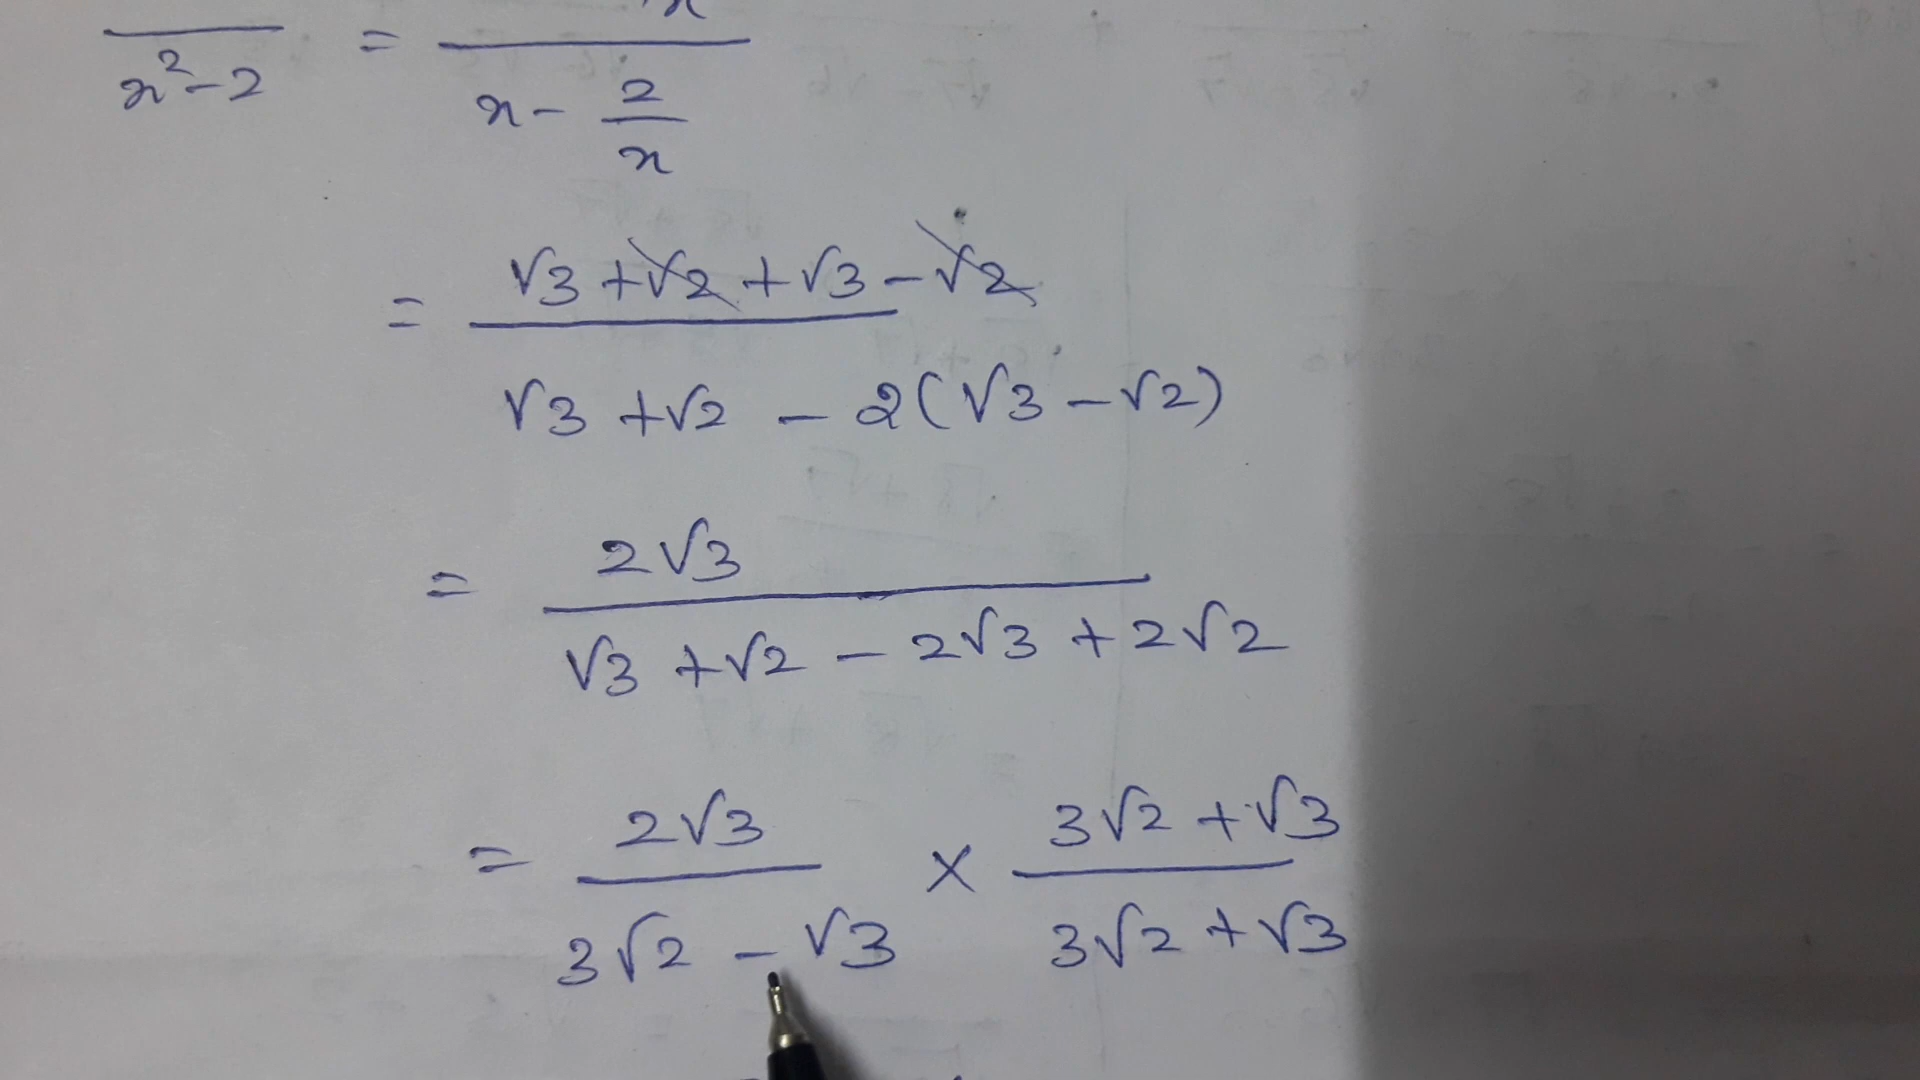 x
x²-2 = x - 2/x
= √3 + √2 + √3 - √2
√3 + √2 - 2(√3 - √2)
= 2√3
√3 + √2 - 2√3 + 2√2
= 2√3 × 3√2 + √3
3√2 - √3 3√2 + √3